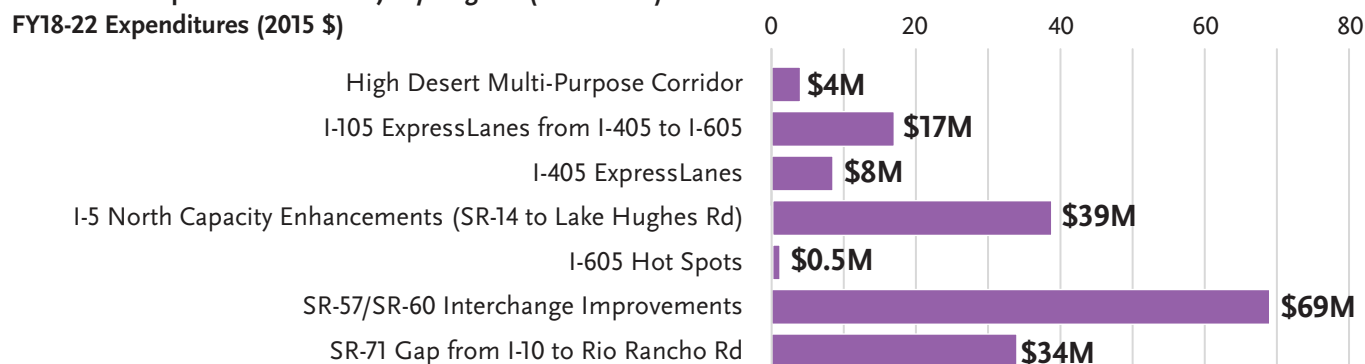 FY18-22 Expenditures (2015 $)
0 20 40 60 80
High Desert Multi-Purpose Corridor $4M
I-105 ExpressLanes from I-405 to I-605 $17M
I-405 ExpressLanes $8M
I-5 North Capacity Enhancements (SR-14 to Lake Hughes Rd) $39M
I-605 Hot Spots $0.5M
SR-57/SR-60 Interchange Improvements $69M
SR-71 Gap from I-10 to Rio Rancho Rd $34M